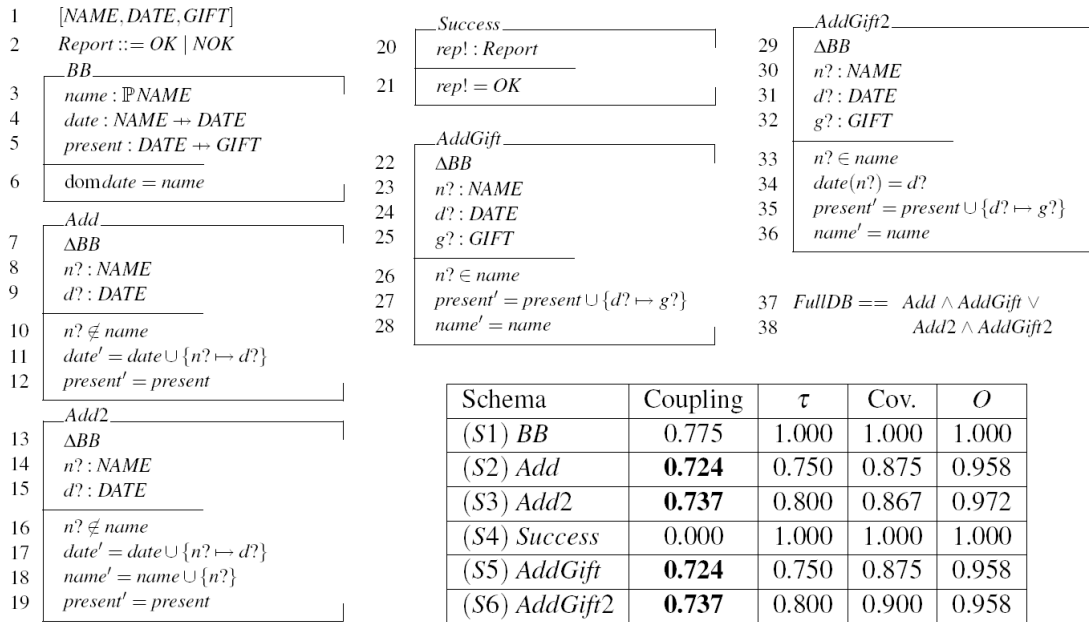 1 [NAME, DATE, GIFT]
2 Report ::= OK | NOK
BB
3 name : ℙ NAME
4 date : NAME ⇸ DATE
5 present : DATE ⇸ GIFT
6 dom date = name
Add
7 ΔBB
8 n? : NAME
9 d? : DATE
10 n? ∉ name
11 date′ = date ∪ {n? ↦ d?}
12 present′ = present
Add2
13 ΔBB
14 n? : NAME
15 d? : DATE
16 n? ∉ name
17 date′ = date ∪ {n? ↦ d?}
18 name′ = name ∪ {n?}
19 present′ = present
Success
20 rep! : Report
21 rep! = OK
AddGift
22 ΔBB
23 n? : NAME
24 d? : DATE
25 g? : GIFT
26 n? ∈ name
27 present′ = present ∪ {d? ↦ g?}
28 name′ = name
AddGift2
29 ΔBB
30 n? : NAME
31 d? : DATE
32 g? : GIFT
33 n? ∈ name
34 date(n?) = d?
35 present′ = present ∪ {d? ↦ g?}
36 name′ = name
37 FullDB == Add ∧ AddGift ∨
38 Add2 ∧ AddGift2
Schema Coupling τ Cov. O
(S1) BB 0.775 1.000 1.000 1.000
(S2) Add 0.724 0.750 0.875 0.958
(S3) Add2 0.737 0.800 0.867 0.972
(S4) Success 0.000 1.000 1.000 1.000
(S5) AddGift 0.724 0.750 0.875 0.958
(S6) AddGift2 0.737 0.800 0.900 0.958